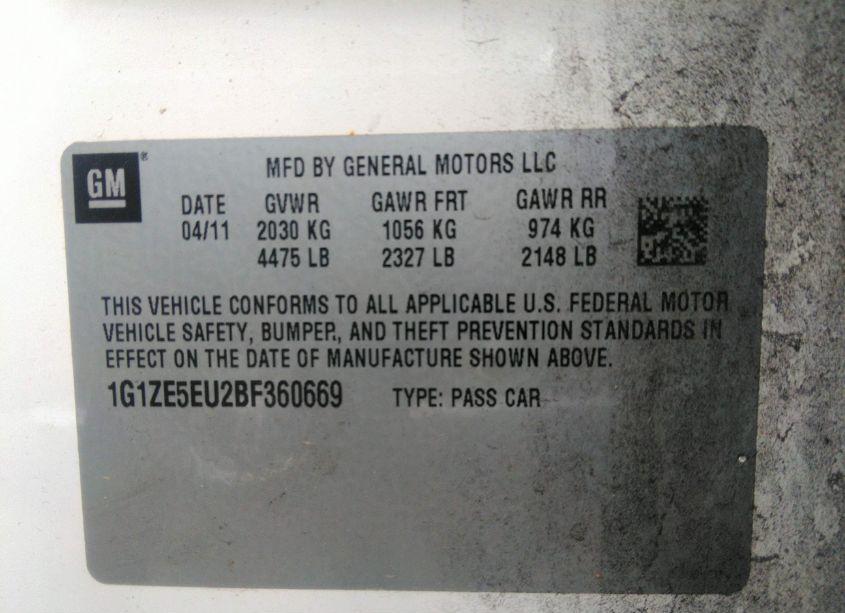 GM ®
MFD BY GENERAL MOTORS LLC
DATE GVWR GAWR FRT GAWR RR
04/11 2030 KG 1056 KG 974 KG
4475 LB 2327 LB 2148 LB
THIS VEHICLE CONFORMS TO ALL APPLICABLE U.S. FEDERAL MOTOR
VEHICLE SAFETY, BUMPER, AND THEFT PREVENTION STANDARDS IN
EFFECT ON THE DATE OF MANUFACTURE SHOWN ABOVE.
1G1ZE5EU2BF360669 TYPE: PASS CAR